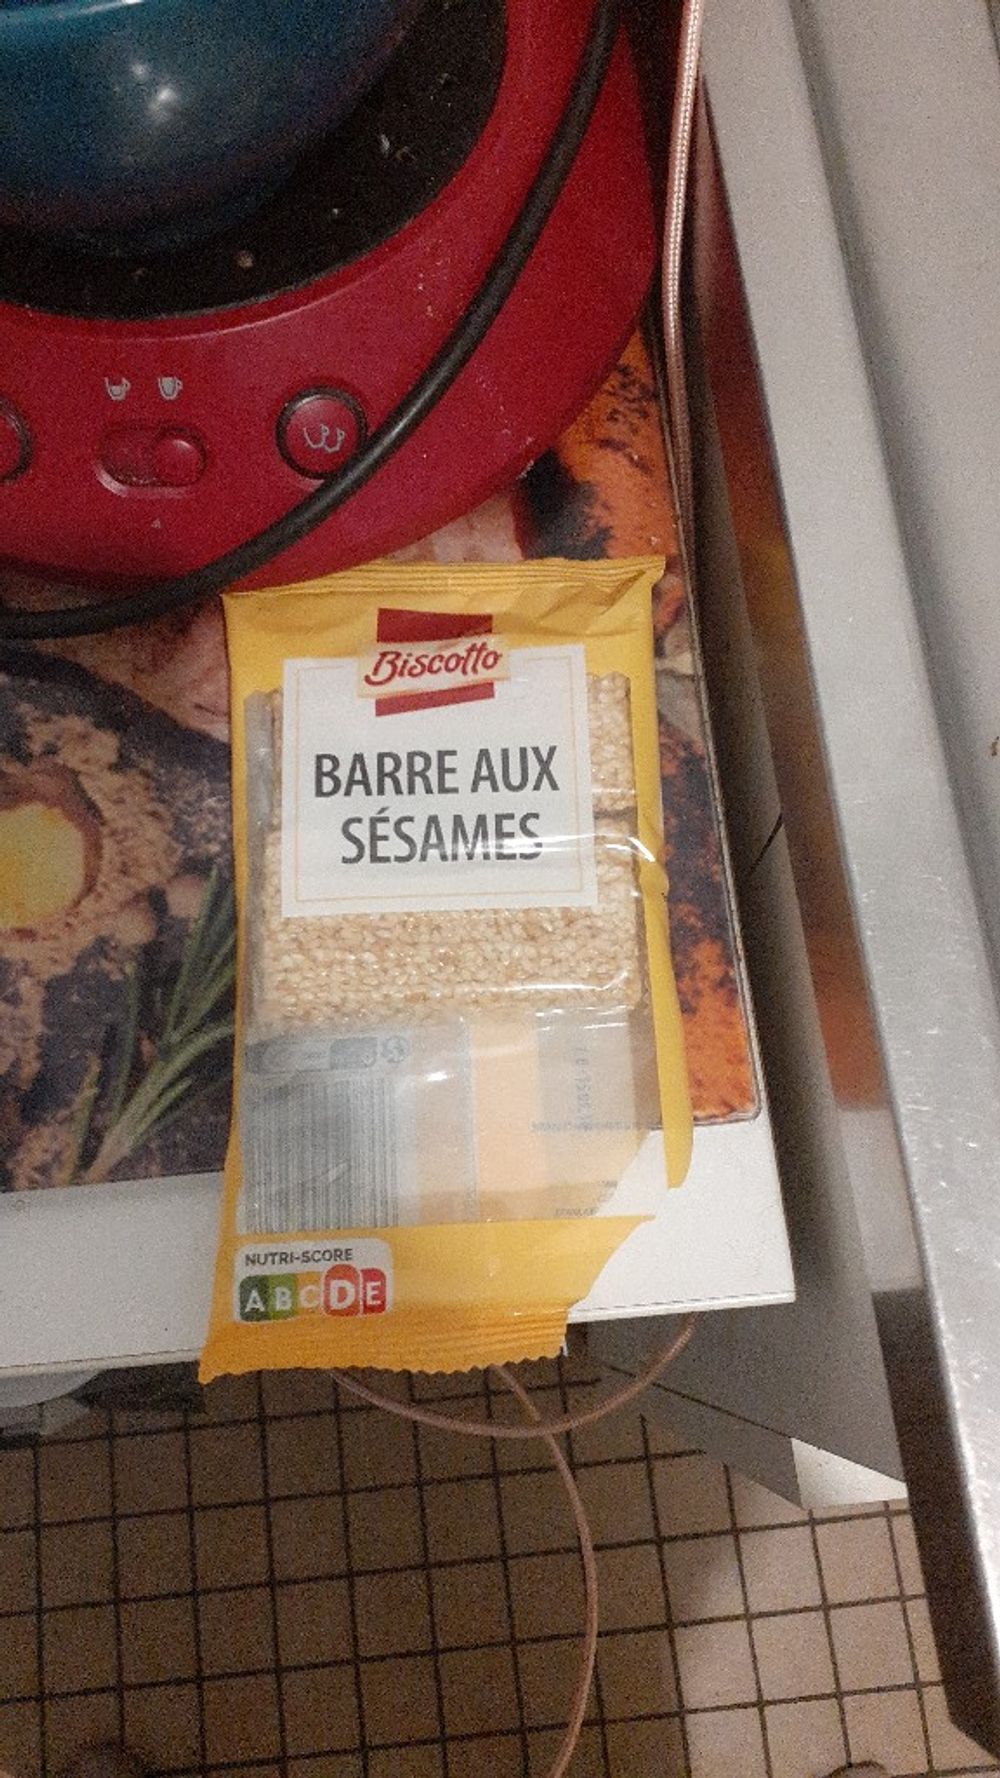 Biscotto
BARRE AUX
SÉSAMES
NUTRI-SCORE
A B C D E